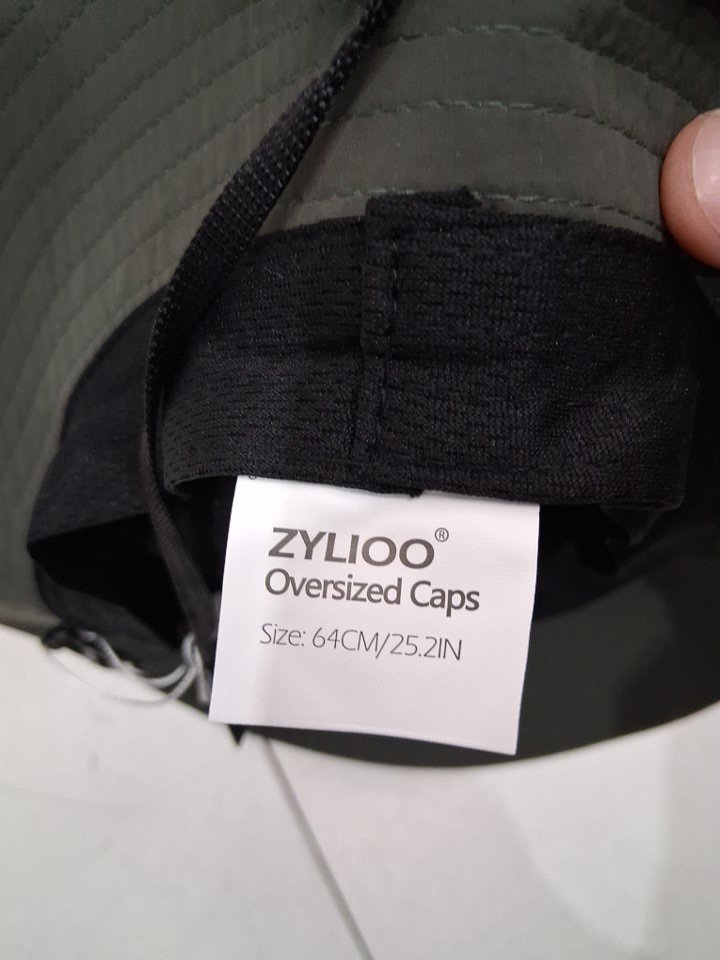 ZYLIOO®
Oversized Caps
Size: 64CM/25.2IN